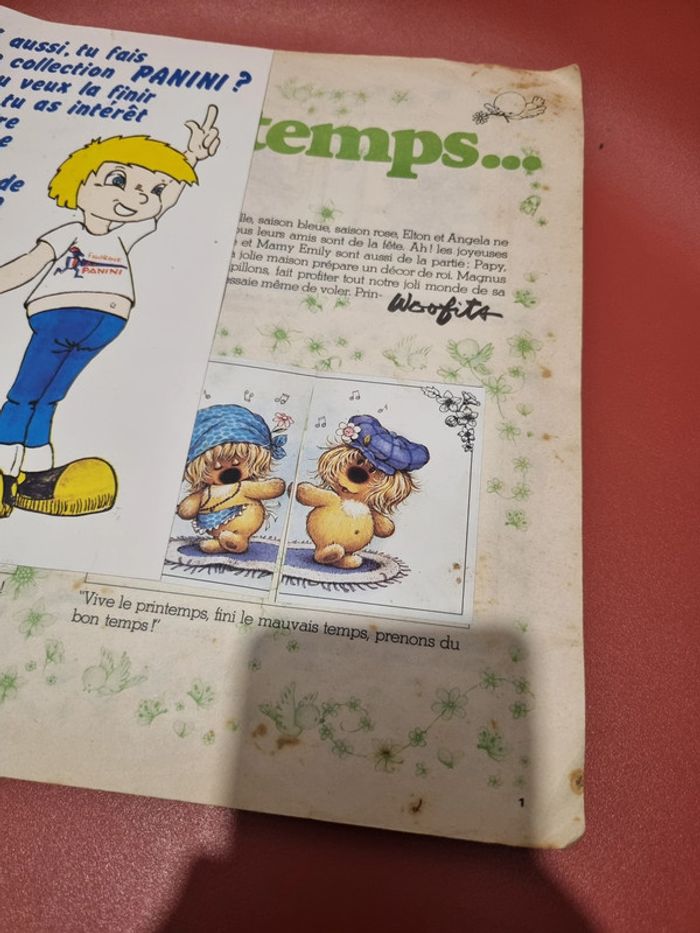 aussi, tu fais
collection PANINI ?
u veux la finir
tu as intérêt
re
e
de
FIGURINE
PANINI
temps...
lle, saison bleue, saison rose, Elton et Angela ne
ous leurs amis sont de la fête. Ah! les joyeuses
e et Mamy Emily sont aussi de la partie; Papy,
a jolie maison prépare un décor de roi. Magnus
pillons, fait profiter tout notre joli monde de sa
essaie même de voler. Prin-
Woofits
!
"Vive le printemps, fini le mauvais temps, prenons du
bon temps!"
1